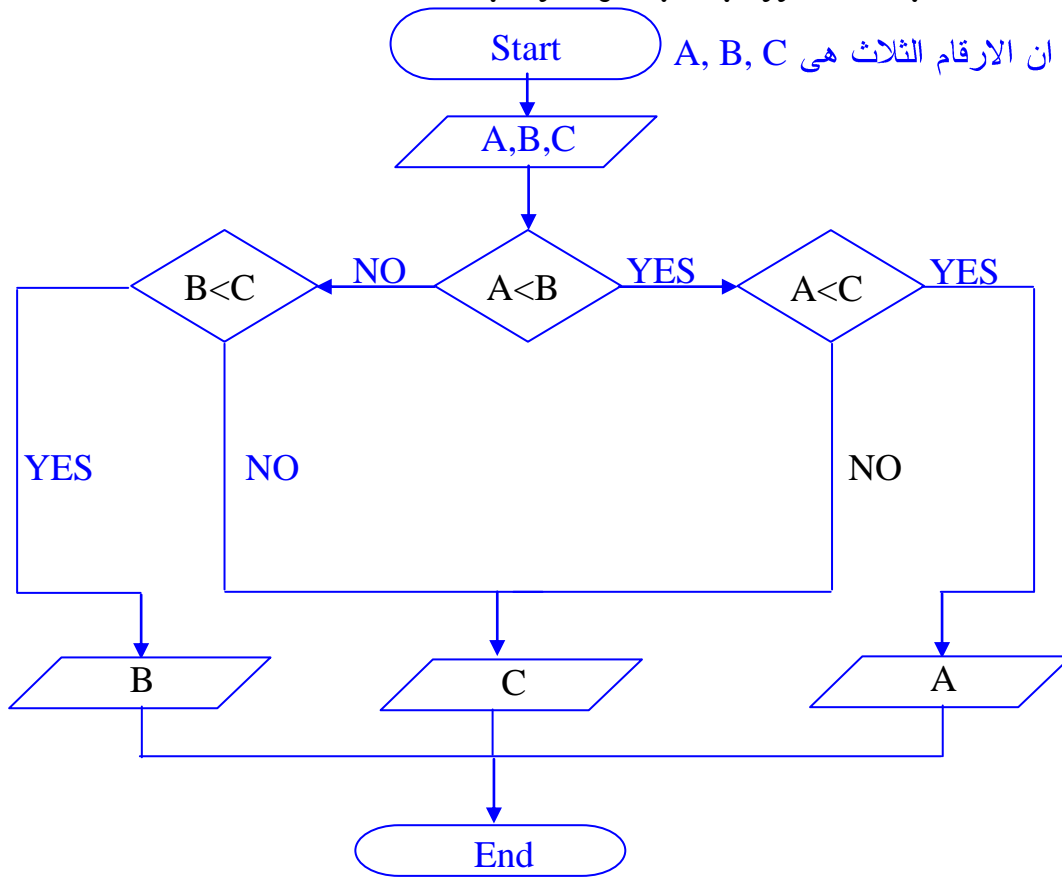 Start
ان الارقام الثلاث هى A, B, C
A,B,C
B<C
NO
A<B
YES
A<C
YES
YES
NO
NO
B
C
A
End